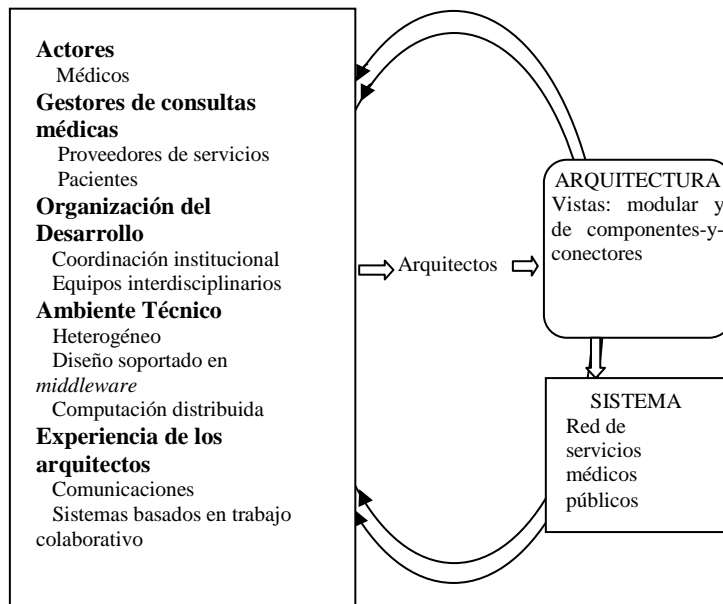 Actores
Médicos
Gestores de consultas
médicas
Proveedores de servicios
Pacientes
Organización del
Desarrollo
Coordinación institucional
Equipos interdisciplinarios
Ambiente Técnico
Heterogéneo
Diseño soportado en
middleware
Computación distribuida
Experiencia de los
arquitectos
Comunicaciones
Sistemas basados en trabajo
colaborativo
Arquitectos
ARQUITECTURA
Vistas: modular y
de componentes-y-
conectores
SISTEMA
Red de
servicios
médicos
públicos